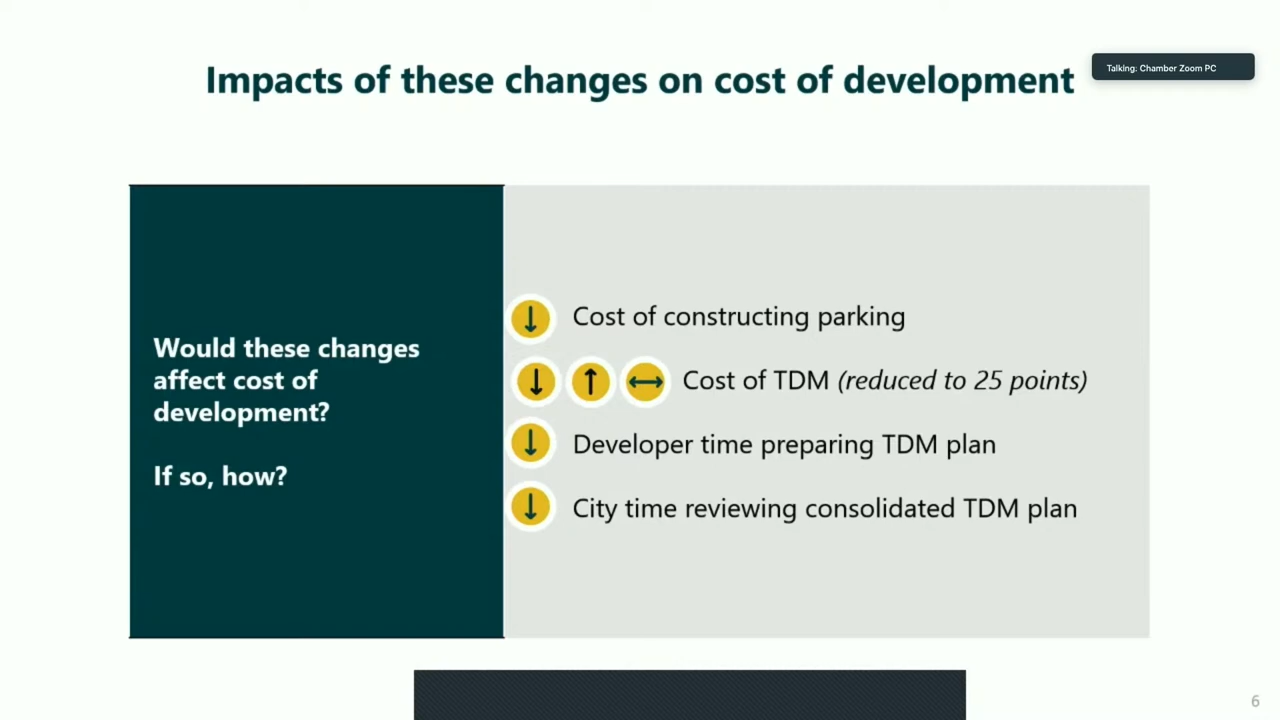 Impacts of these changes on cost of development
Talking: Chamber Zoom PC
Would these changes
affect cost of
development?
If so, how?
↓ Cost of constructing parking
↓ ↑ ↔ Cost of TDM (reduced to 25 points)
↓ Developer time preparing TDM plan
↓ City time reviewing consolidated TDM plan
6